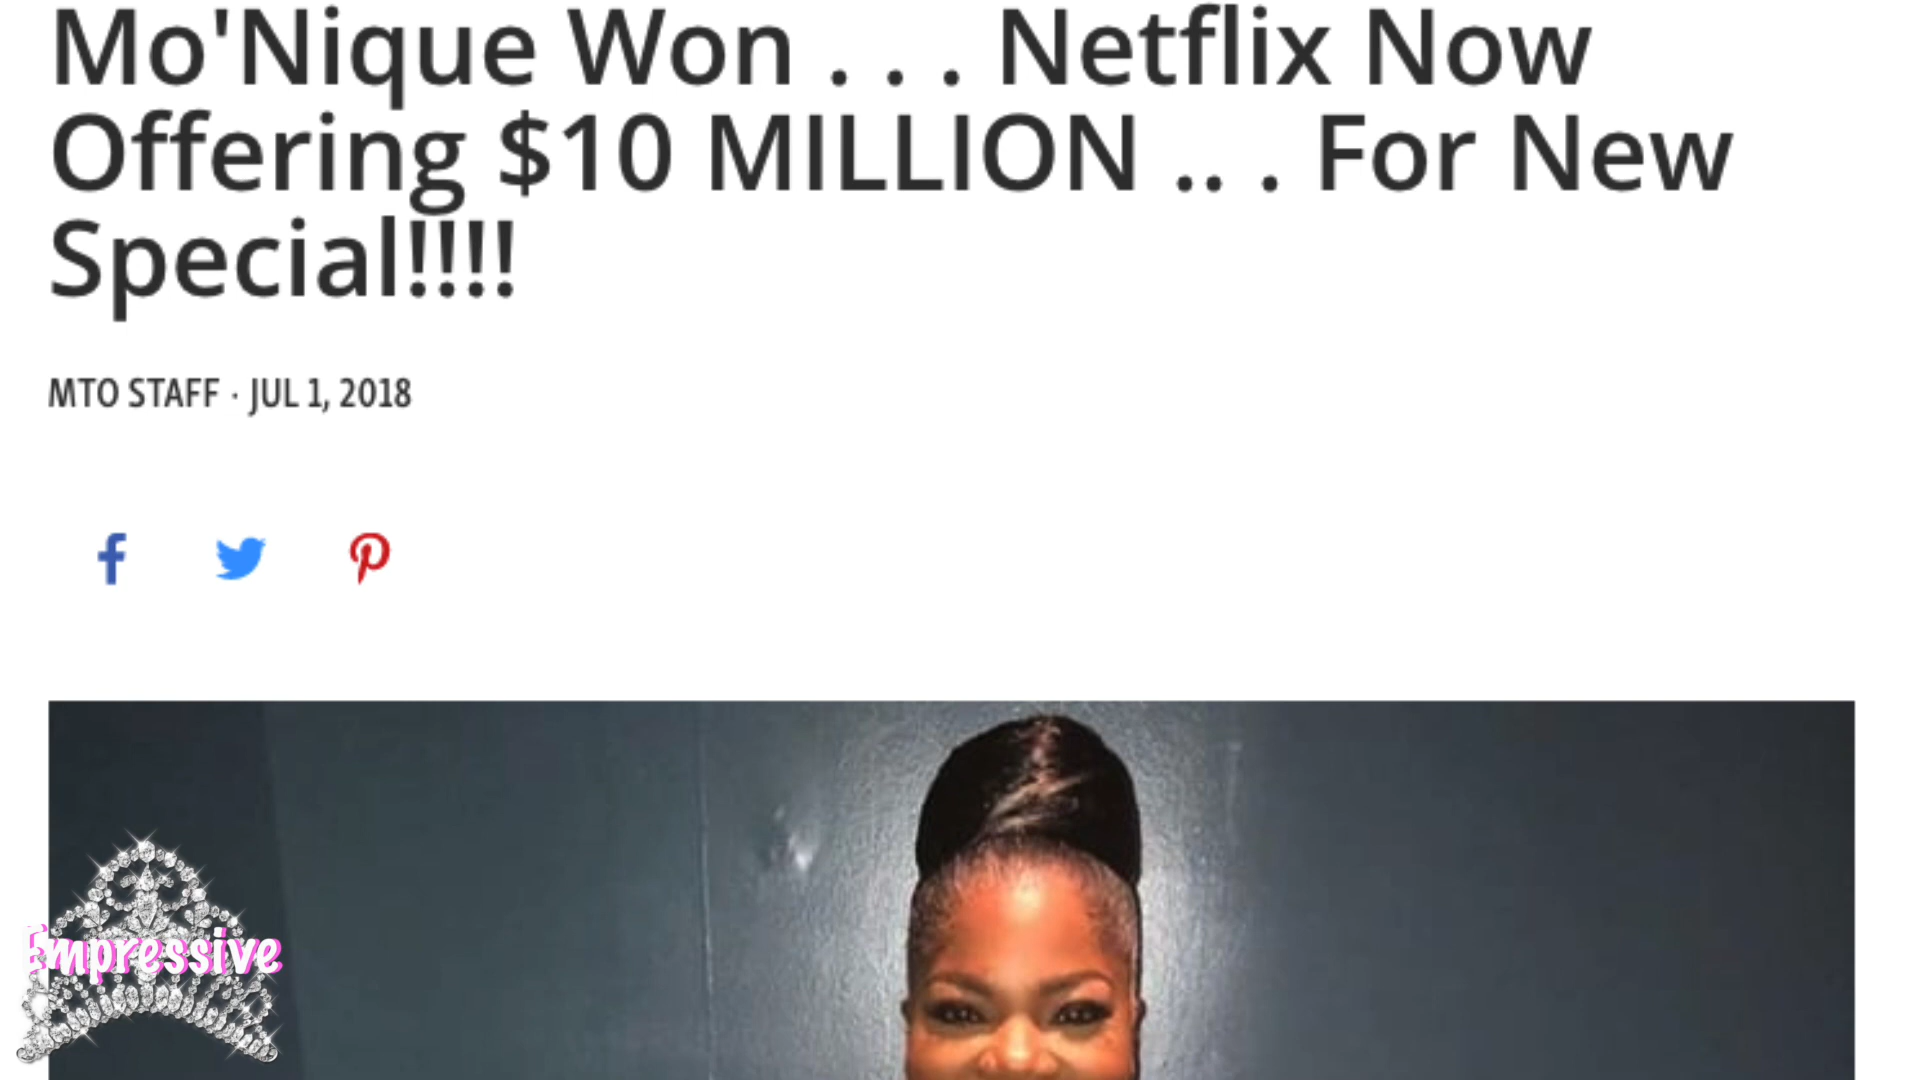 Mo'Nique Won . . . Netflix Now
Offering $10 MILLION .. . For New
Special!!!!
MTO STAFF · JUL 1, 2018
Empressive